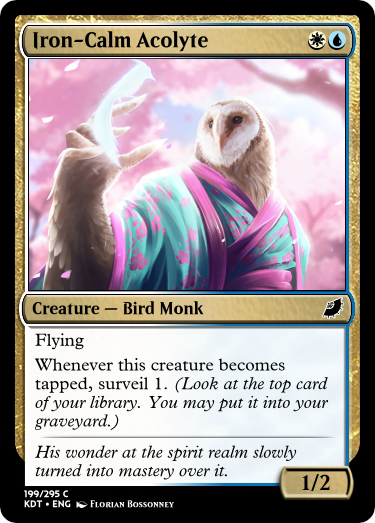 Iron-Calm Acolyte
Creature — Bird Monk
Flying
Whenever this creature becomes
tapped, surveil 1. (Look at the top card
of your library. You may put it into your
graveyard.)
His wonder at the spirit realm slowly
turned into mastery over it.
1/2
199/295 C
KDT • ENG Florian Bossonney